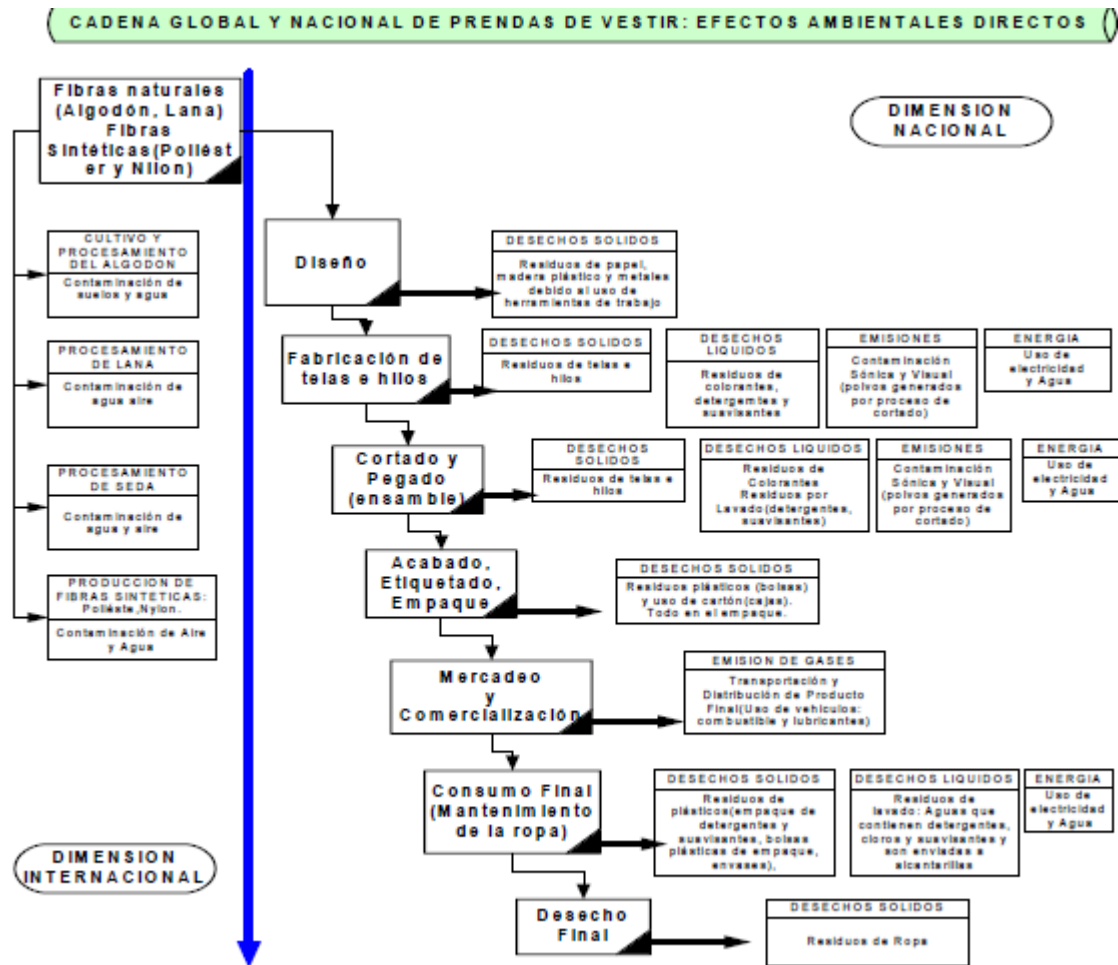 CADENA GLOBAL Y NACIONAL DE PRENDAS DE VESTIR: EFECTOS AMBIENTALES DIRECTOS
Fibras naturales
(Algodón, Lana)
Fibras
Sintéticas(Poliést
er y Nilon)
DIMENSION
NACIONAL
CULTIVO Y
PROCESAMIENTO
DEL ALGODON
Contaminación de
suelos y agua
PROCESAMIENTO
DE LANA
Contaminación de
agua aire
PROCESAMIENTO
DE SEDA
Contaminación de
agua y aire
PRODUCCION DE
FIBRAS SINTETICAS:
Poliéste,Nylon.
Contaminación de Aire
y Agua
DIMENSION
INTERNACIONAL
Diseño
DESECHOS SOLIDOS
Residuos de papel,
madera plástico y metales
debido al uso de
herramientas de trabajo
Fabricación de
telas e hilos
DESECHOS SOLIDOS
Residuos de telas e
hilos
DESECHOS
LIQUIDOS
Residuos de
colorantes,
detergemtes y
suavisantes
EMISIONES
Contaminación
Sónica y Visual
(polvos generados
por proceso de
cortado)
ENERGIA
Uso de
electricidad
y Agua
Cortado y
Pegado
(ensamble)
DESECHOS
SOLIDOS
Residuos de telas e
hilos
DESECHOS LIQUIDOS
Residuos de
Colorantes
Residuos por
Lavado(detergentes,
suavisantes)
EMISIONES
Contaminación
Sónica y Visual
(polvos generados
por proceso de
cortado)
ENERGIA
Uso de
electricidad
y Agua
Acabado,
Etiquetado,
Empaque
DESECHOS SOLIDOS
Residuos plásticos (bolsas)
y uso de cartón(cajas).
Todo en el empaque.
Mercadeo
y
Comercialización
EMISION DE GASES
Transportación y
Distribución de Producto
Final(Uso de vehículos:
combustible y lubricantes)
Consumo Final
(Mantenimiento
de la ropa)
DESECHOS SOLIDOS
Residuos de
plásticos(empaque de
detergentes y
suavisantes, bolsas
plásticas de empaque,
envases),
DESECHOS LIQUIDOS
Residuos de
lavado: Aguas que
contienen detergentes,
cloros y suavisantes y
son enviadas a
alcantarillas
ENERGIA
Uso de
electricidad
y Agua
Desecho
Final
DESECHOS SOLIDOS
Residuos de Ropa